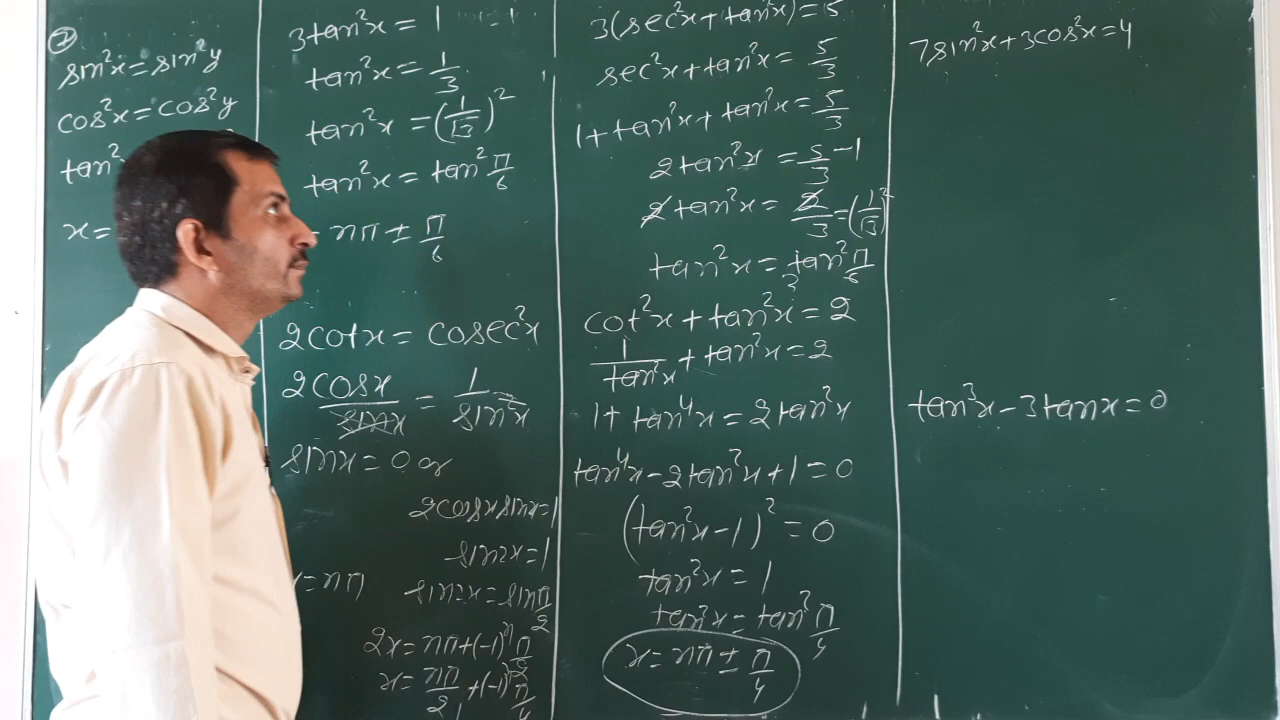 ②
sin²x = sin²y
cos²x = cos²y
tan²
x =
3tan²x = 1
tan²x = 1/3
tan²x = (1/√3)²
tan²x = tan² π/6
nπ ± π/6
2cotx = cosec²x
2cosx/sinx = 1/sin²x
sinx = 0 or
2cosxsinx=1
sin2x = 1
= nπ
sin2x = sin π/2
2x = nπ+(-1)ⁿ π/2
x = nπ/2 + (-1)ⁿ π/4
3(sec²x + tan²x) = 5
sec²x + tan²x = 5/3
1 + tan²x + tan²x = 5/3
2tan²x = 5/3 - 1
2tan²x = 2/3 = (1/√3)²
tan²x = tan² π/6
cot²x + tan²x = 2
1/tan²x + tan²x = 2
1 + tan⁴x = 2tan²x
tan⁴x - 2tan²x + 1 = 0
(tan²x - 1)² = 0
tan²x = 1
tan²x = tan² π/4
x = nπ ± π/4
7sin²x + 3cos²x = 4
tan³x - 3tanx = 0